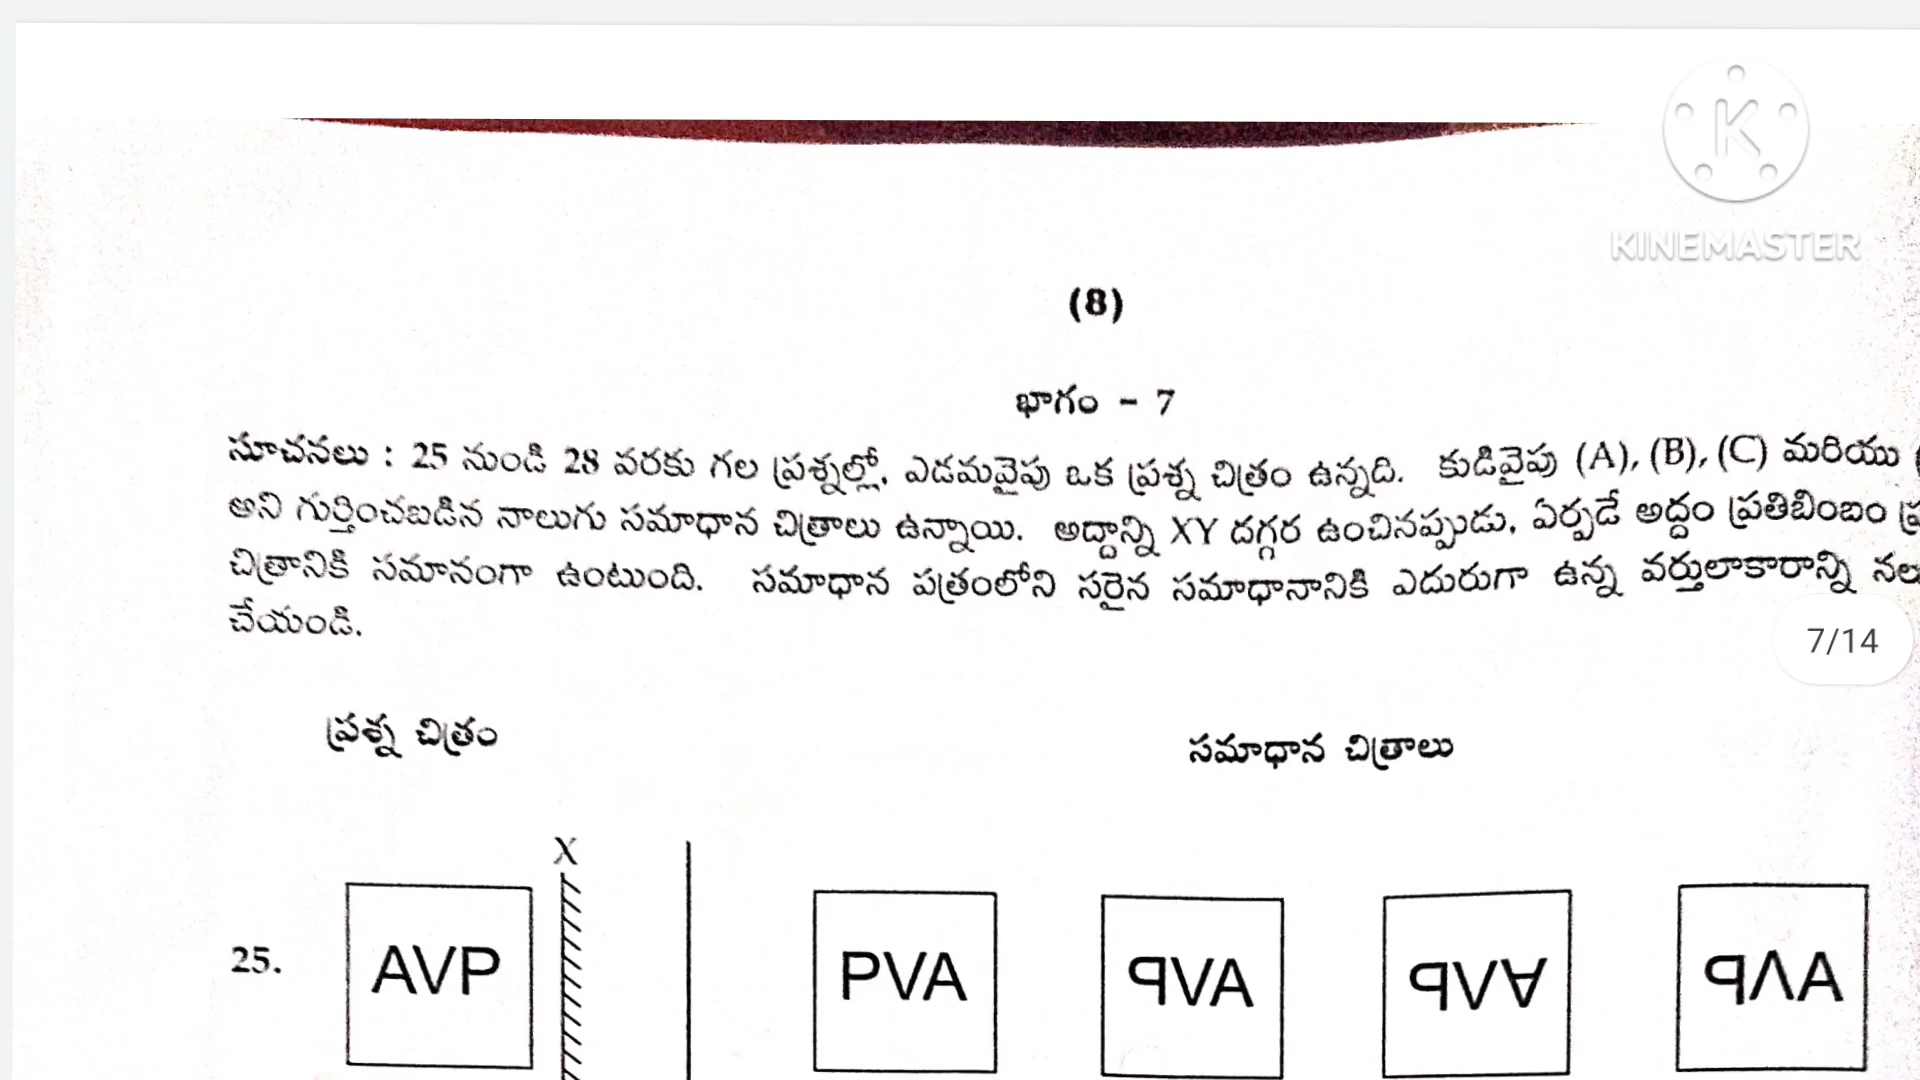 KINEMASTER
(8)
భాగం - 7
సూచనలు : 25 నుండి 28 వరకు గల ప్రశ్నల్లో, ఎడమవైపు ఒక ప్రశ్న చిత్రం ఉన్నది. కుడివైపు (A), (B), (C) మరియు
అని గుర్తించబడిన నాలుగు సమాధాన చిత్రాలు ఉన్నాయి. అద్దాన్ని XY దగ్గర ఉంచినప్పుడు, ఏర్పడే అద్దం ప్రతిబింబం
చిత్రానికి సమానంగా ఉంటుంది. సమాధాన పత్రంలోని సరైన సమాధానానికి ఎదురుగా ఉన్న వర్తులాకారాన్ని
చేయండి.
7/14
ప్రశ్న చిత్రం సమాధాన చిత్రాలు
X
25. AVP PVA